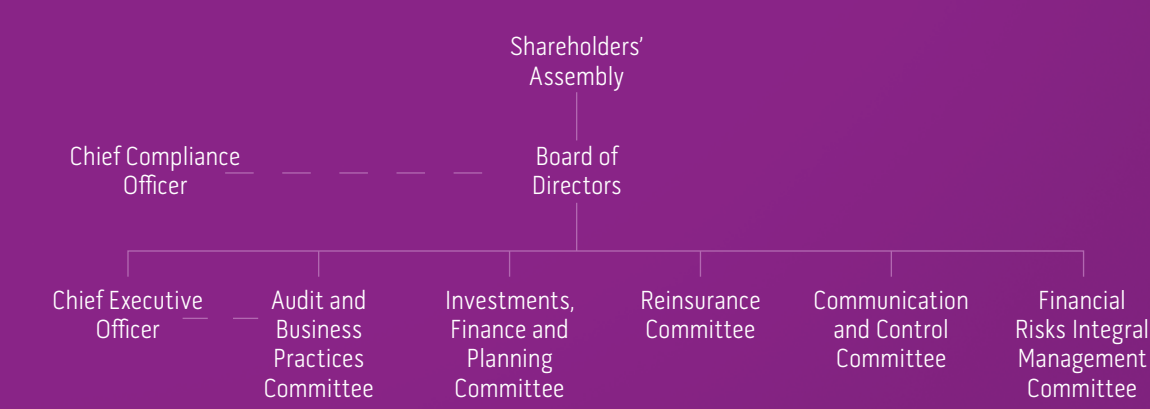 Shareholders’
Assembly
Chief Compliance
Officer
Board of
Directors
Chief Executive
Officer
Audit and
Business
Practices
Committee
Investments,
Finance and
Planning
Committee
Reinsurance
Committee
Communication
and Control
Committee
Financial
Risks Integral
Management
Committee